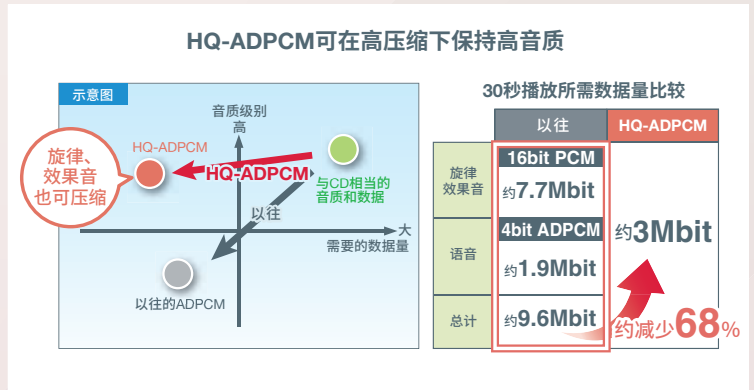 HQ-ADPCM可在高压缩下保持高音质
示意图
音质级别
高
HQ-ADPCM
旋律、
效果音
也可压缩
HQ-ADPCM
与CD相当的
音质和数据
以往
大
需要的数据量
以往的ADPCM
30秒播放所需数据量比较
以往
HQ-ADPCM
旋律
效果音
16bit PCM
约7.7Mbit
语音
4bit ADPCM
约1.9Mbit
约3Mbit
总计
约9.6Mbit
约减少68%